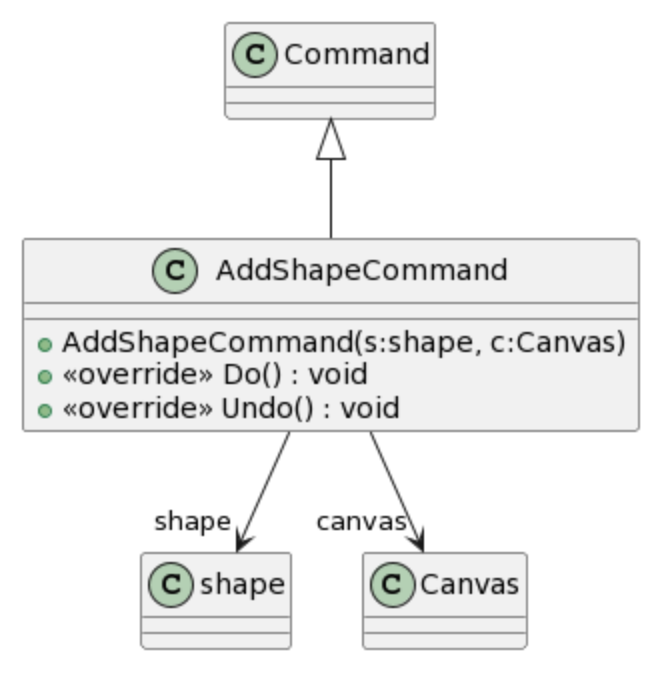 C Command
C AddShapeCommand
AddShapeCommand(s:shape, c:Canvas)
«override» Do() : void
«override» Undo() : void
shape canvas
C shape C Canvas